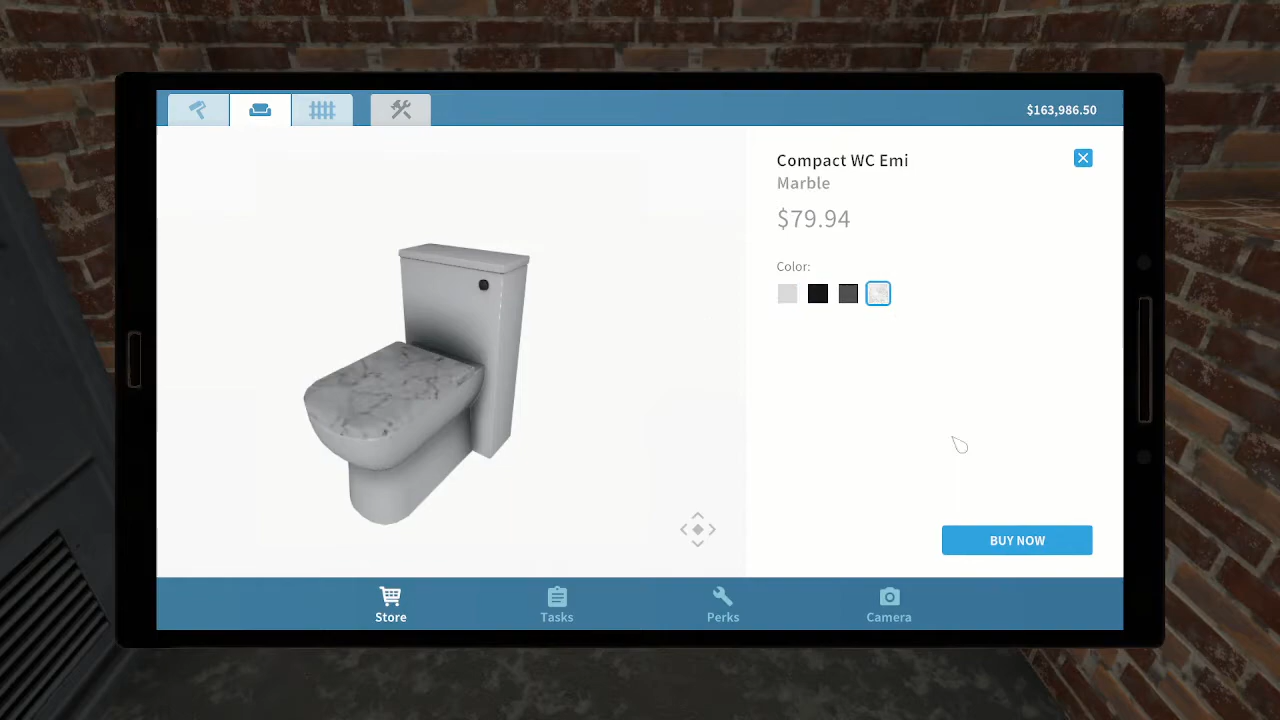 $163,986.50
Compact WC Emi
Marble
$79.94
Color:
BUY NOW
Store
Tasks
Perks
Camera